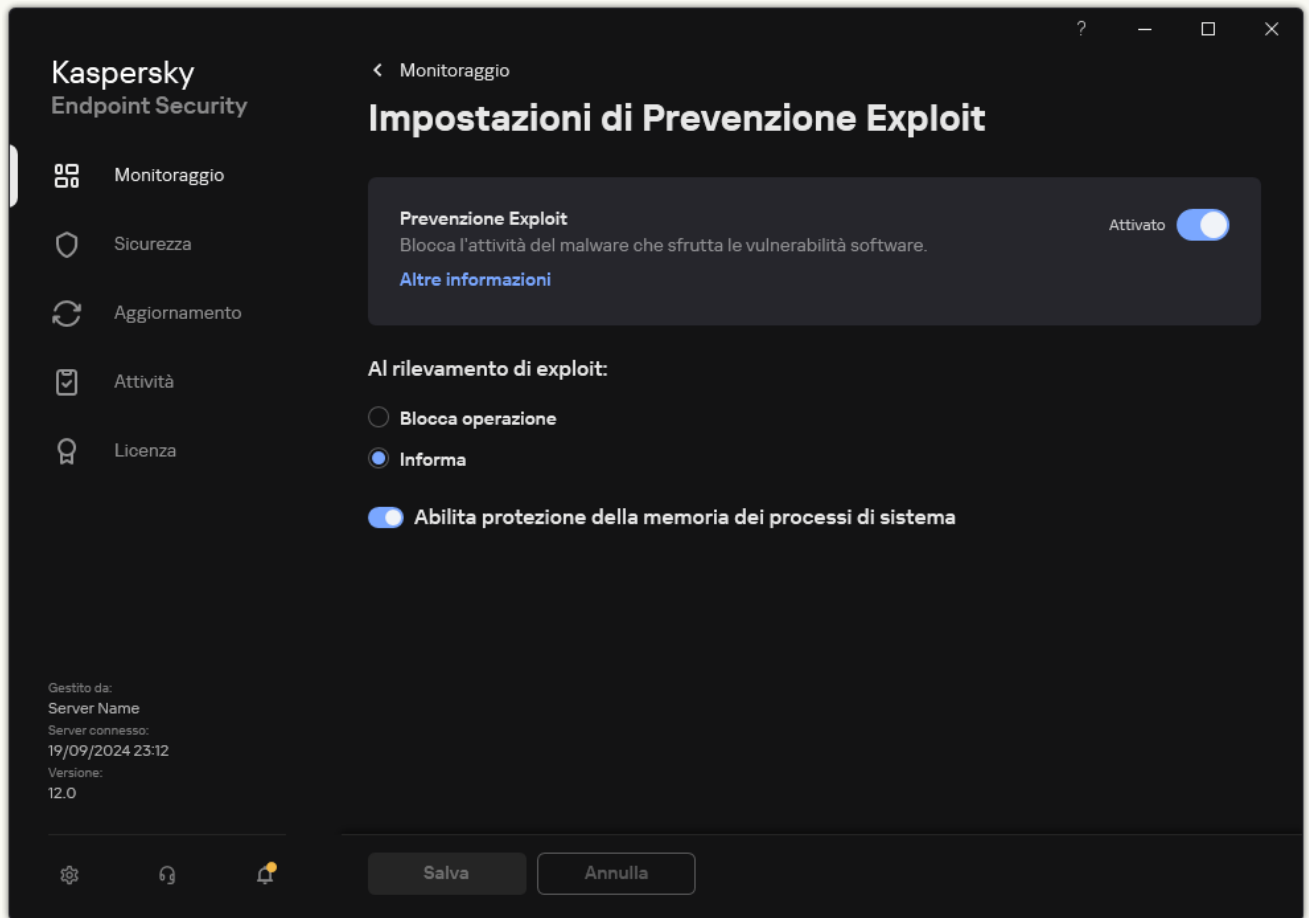 ?
Kaspersky
Endpoint Security
Monitoraggio
Sicurezza
Aggiornamento
Attività
Licenza
Gestito da:
Server Name
Server connesso:
19/09/2024 23:12
Versione:
12.0
Monitoraggio
Impostazioni di Prevenzione Exploit
Prevenzione Exploit
Blocca l'attività del malware che sfrutta le vulnerabilità software.
Altre informazioni
Attivato
Al rilevamento di exploit:
Blocca operazione
Informa
Abilita protezione della memoria dei processi di sistema
Salva
Annulla